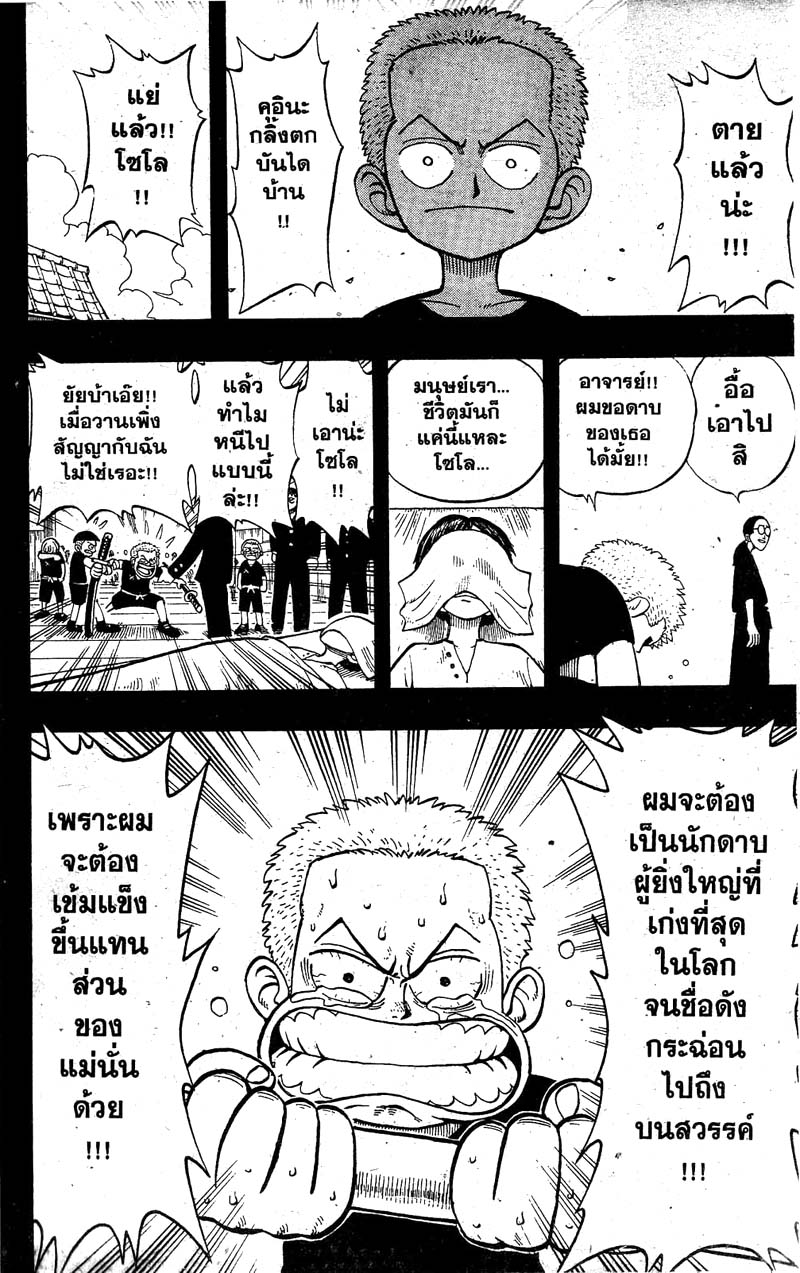 แย่
แล้ว!!
โซโล
!!
คุอินะ
กลิ้งตก
บันได
บ้าน
!!
ตาย
แล้ว
น่ะ
!!!
ยัยบ้าเอ๊ย!!
เมื่อวานเพิ่ง
สัญญากับฉัน
ไม่ใช่เรอะ!!
แล้ว
ทำไม
หนีไป
แบบนี้
ล่ะ!!
ไม่
เอาน่ะ
โซโล
!!
มนุษย์เรา...
ชีวิตมันก็
แค่นี้แหละ
โซโล...
อาจารย์!!
ผมขอดาบ
ของเธอ
ได้มั้ย!!
อื้อ
เอาไป
สิ
เพราะผม
จะต้อง
เข้มแข็ง
ขึ้นแทน
ส่วน
ของ
แม่นั่น
ด้วย
!!!
ผมจะต้อง
เป็นนักดาบ
ผู้ยิ่งใหญ่ที่
เก่งที่สุด
ในโลก
จนชื่อดัง
กระฉ่อน
ไปถึง
บนสวรรค์
!!!